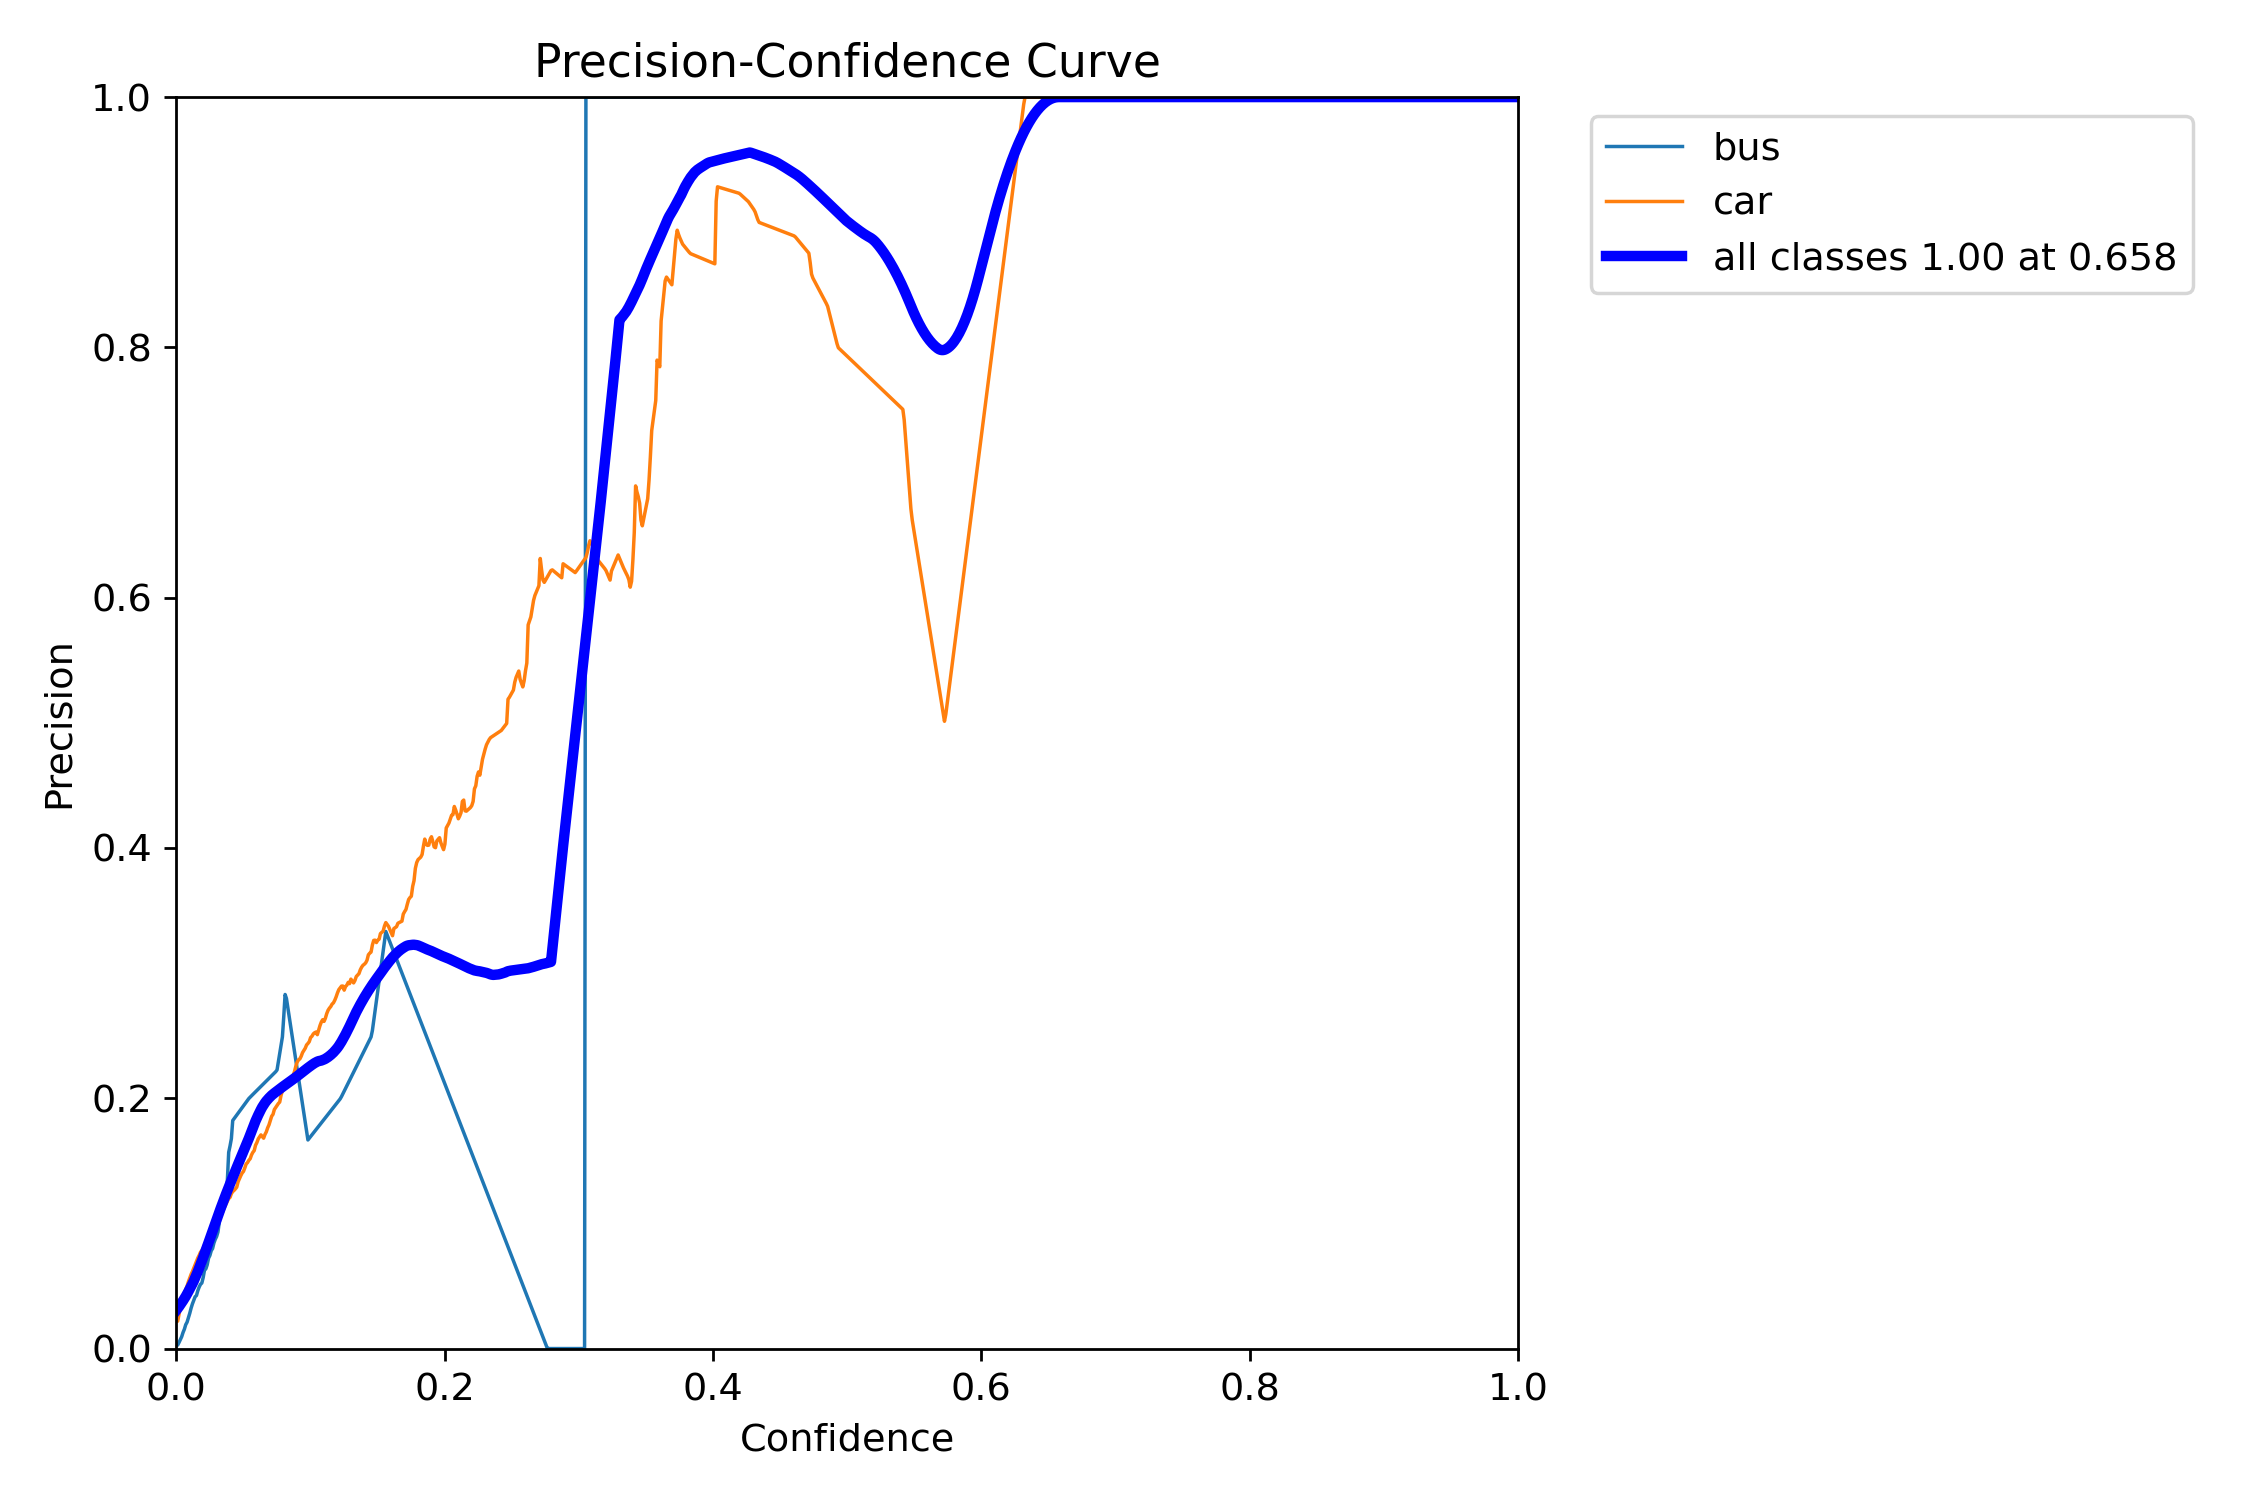 Precision-Confidence Curve
1.0
0.8
0.6
0.4
0.2
0.0
Precision
0.0 0.2 0.4 0.6 0.8 1.0
Confidence
bus
car
all classes 1.00 at 0.658